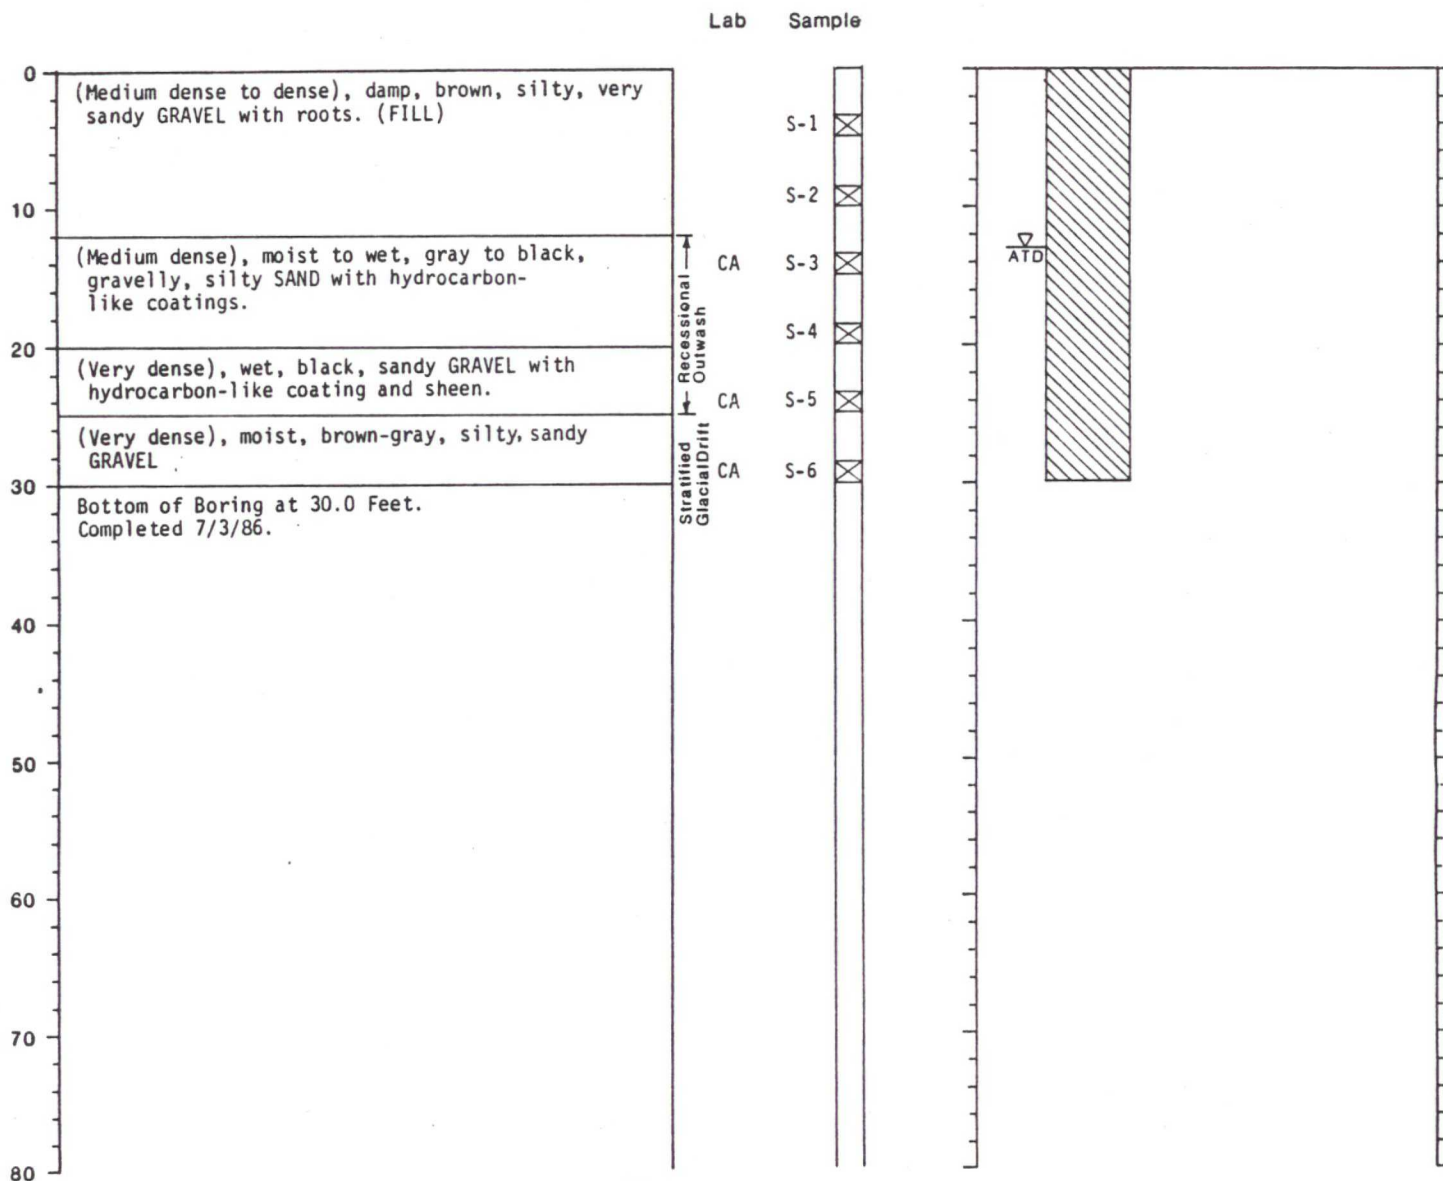 Lab Sample
0
(Medium dense to dense), damp, brown, silty, very
sandy GRAVEL with roots. (FILL)
S-1
S-2
10
(Medium dense), moist to wet, gray to black,
gravelly, silty SAND with hydrocarbon-
like coatings.
Recessional
Outwash
CA S-3
ATD
S-4
20
(Very dense), wet, black, sandy GRAVEL with
hydrocarbon-like coating and sheen.
CA S-5
(Very dense), moist, brown-gray, silty, sandy
GRAVEL
Stratified
Glacial Drift
CA S-6
30
Bottom of Boring at 30.0 Feet.
Completed 7/3/86.
40
50
60
70
80